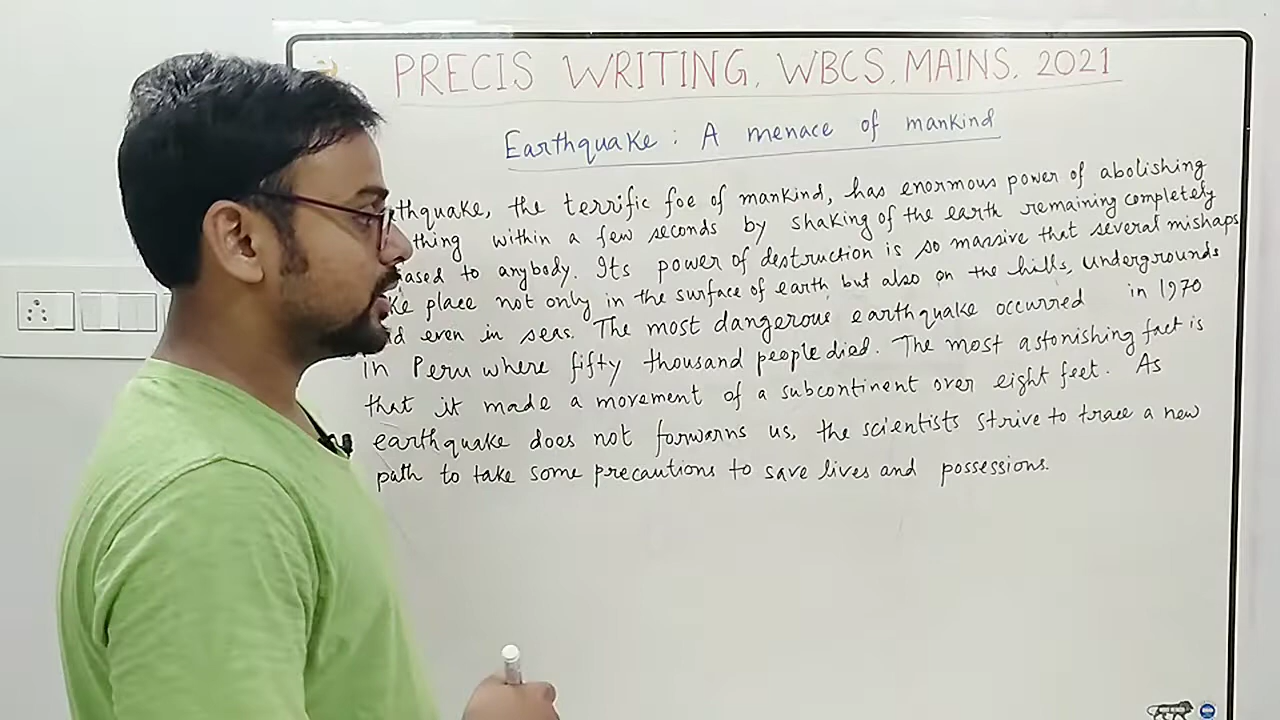 PRECIS WRITING, WBCS, MAINS, 2021
Earthquake : A menace of mankind
thquake, the terrific foe of mankind, has enormous power of abolishing
thing within a few seconds by shaking of the earth remaining completely
ased to anybody. Its power of destruction is so massive that several mishaps
ke place not only in the surface of earth but also on the hills, undergrounds
d even in seas. The most dangerous earthquake occurred in 1970
in Peru where fifty thousand people died. The most astonishing fact is
that it made a movement of a subcontinent over eight feet. As
earthquake does not forwarns us, the scientists strive to trace a new
path to take some precautions to save lives and possessions.